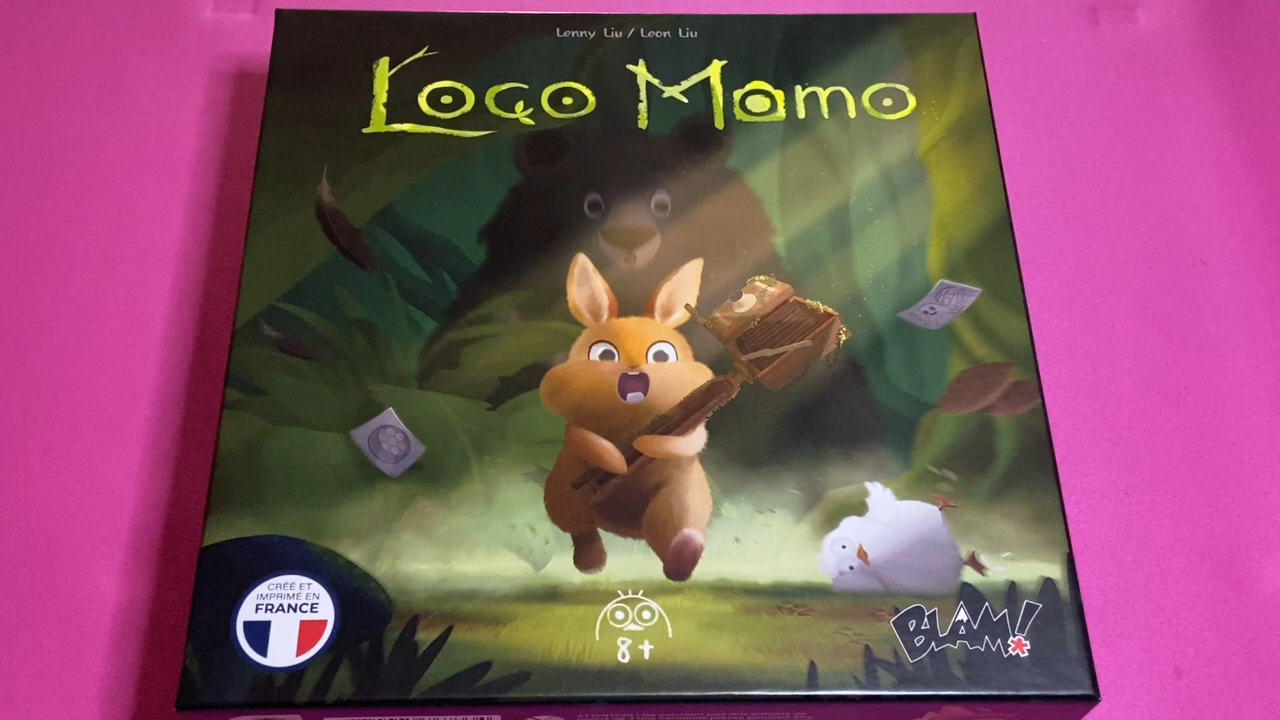 Lenny Liu / Leon Liu
Loco Momo
CRÉÉ ET
IMPRIMÉ EN
FRANCE
8+
BLAM!